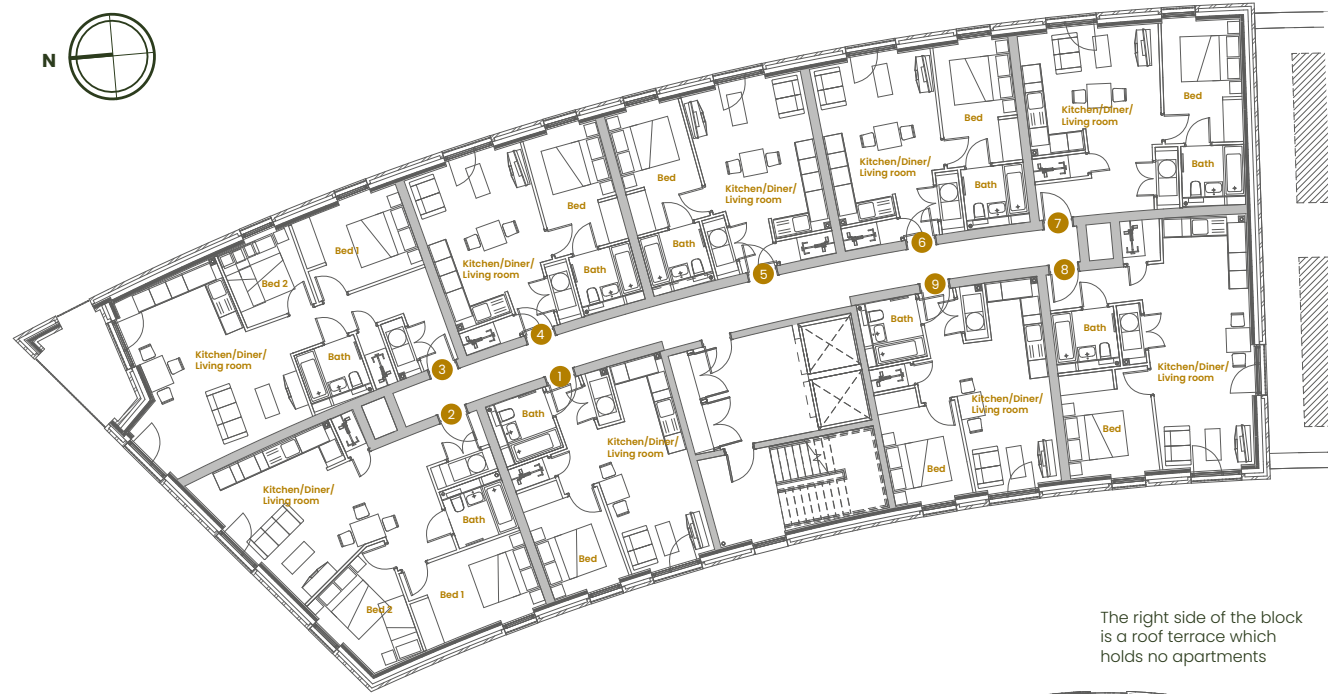 N
Kitchen/Diner/
Living room
Bed
Bath
7
Kitchen/Diner/
Living room
Bed
Bath
6
Bed
Kitchen/Diner/
Living room
Bath
5
Kitchen/Diner/
Living room
Bed
Bath
4
Bed 1
Bed 2
Kitchen/Diner/
Living room
Bath
3
8
Bath
Kitchen/Diner/
Living room
Bed
9
Bath
Kitchen/Diner/
Living room
Bed
1
Bath
Kitchen/Diner/
Living room
Bed
2
Kitchen/Diner/
Living room
Bath
Bed 1
Bed 2
The right side of the block
is a roof terrace which
holds no apartments